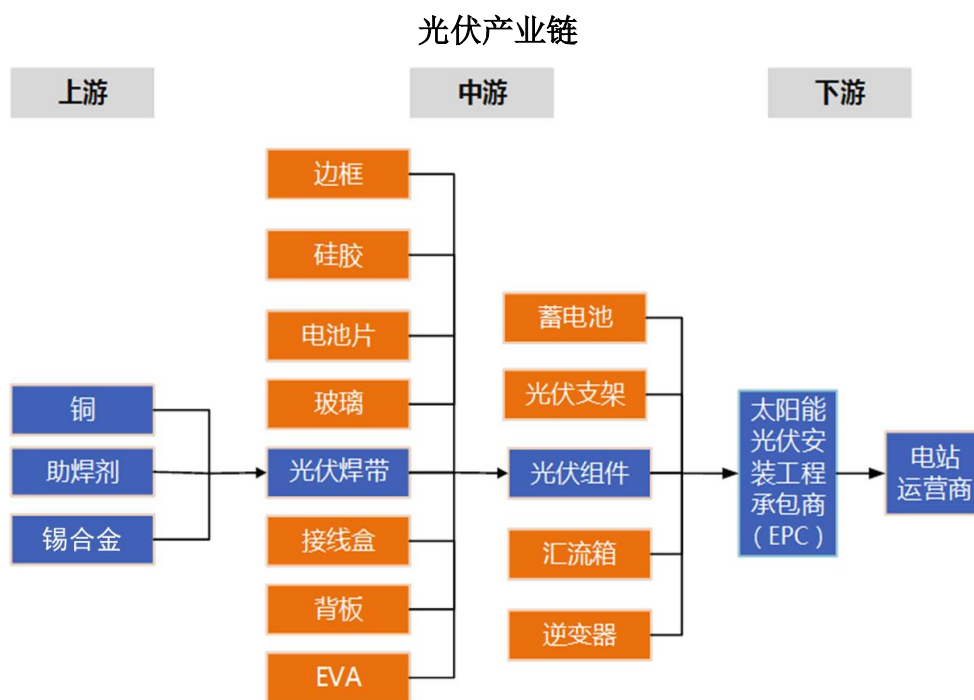 光伏产业链
上游
中游
下游
铜
助焊剂
锡合金
边框
硅胶
电池片
玻璃
光伏焊带
接线盒
背板
EVA
蓄电池
光伏支架
光伏组件
汇流箱
逆变器
太阳能
光伏安
装工程
承包商
（EPC）
电站
运营商